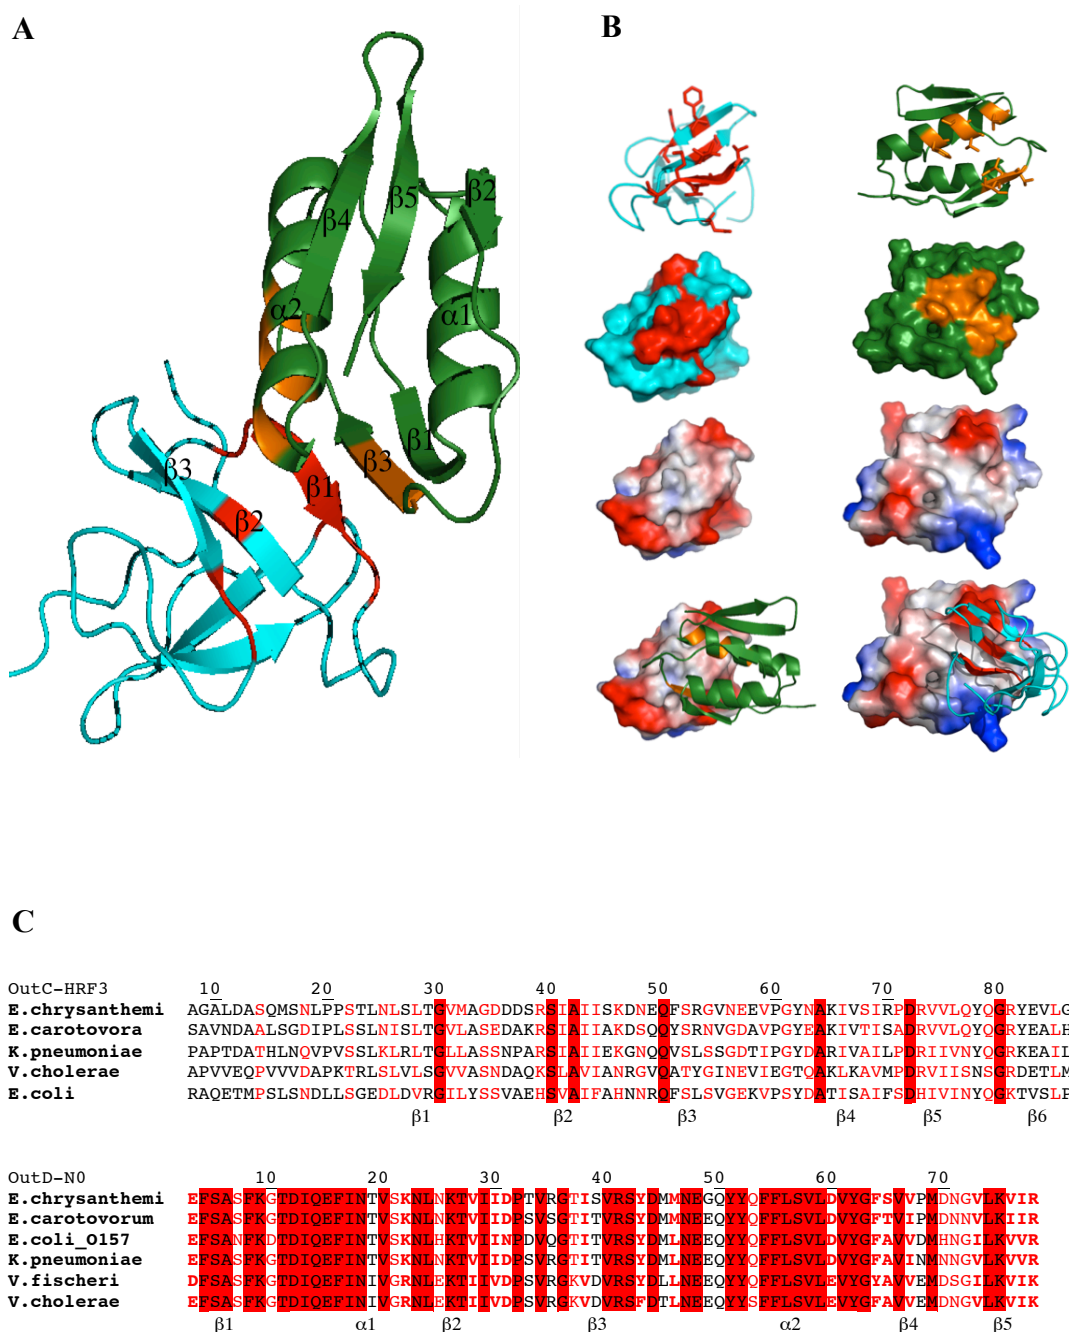 A
B
β4
β5
β2
α2
α1
β3
β1
β3
β1
β2
C
OutC-HRF3 10 20 30 40 50 60 70 80
E.chrysanthemi AGALDASQMSNLPPSTLNLSLTGVMAGDDDSRSIAIISKDNEQFSRGVNEEVPGYNAKIVSIRPDRVVLQYQGRYEVLG
E.carotovora SAVNDAALSGDIPLSSLNISLTGVLASEDAKRSIAIIAKDSQQYSRNVGDAVPGYEAKIVTISADRVVLQYQGRYEALH
K.pneumoniae PAPTDATHLNQVPVSSLKLRLTGLLASSNPARSIAIIEKGNQQVSLSSGDTIPGYDARIVAILPDRIIVNYQGRKEAIL
V.cholerae APVVEQPVVVDAPKTRLSLVLSGVVASNDAQKSLAVIANRGVQATYGINEVIEGTQAKLKAVMPDRVIISNSGRDETLM
E.coli RAQETMPSLSNDLLSGEDLDVRGILYSSVAEHSVAIFAHNNRQFSLSVGEKVPSYDATISAIFSDHIVINYQGKTVSLP
β1 β2 β3 β4 β5 β6
OutD-N0 10 20 30 40 50 60 70
E.chrysanthemi EFSASFKGTDIQEFINTVSKNLNKTVIIDPTVRGTISVRSYDMMNEGQYYQFFLSVLDVYGFSVVPMDNGVLKVIR
E.carotovorum EFSASFKGTDIQEFINTVSKNLNKTVIIDPSVSGTITVRSYDMMNEEQYYQFFLSVLDVYGFTVIPMDNNVLKIIR
E.coli_O157 EFSANFKDTDIQEFINTVSKNLHKTVIINPDVQGTITVRSYDMLNEEQYYQFFLSVLDVYGFAVVDMHNGILKVVR
K.pneumoniae EFSASFKGTDIQEFINTVSKNLNKTVIIDPSVRGTITVRSYDMLNEEQYYQFFLSVLDVYGFAVINMNNGVLKVVR
V.fischeri DFSASFKGTDIQEFINIVGRNLEKTIIVDPSVRGKVDVRSYDLLNEEQYYQFFLSVLEVYGYAVVEMDSGILKVIK
V.cholerae EFSASFKGTDIQEFINIVGRNLEKTIIVDPSVRGKVDVRSFDTLNEEQYYSFFLSVLEVYGFAVVEMDNGVLKVIK
β1 α1 β2 β3 α2 β4 β5